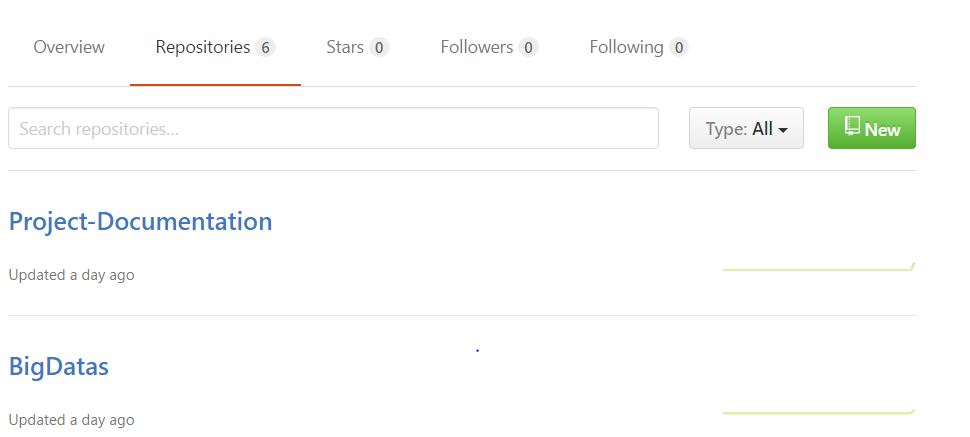 Overview Repositories 6 Stars 0 Followers 0 Following 0
Search repositories... Type: All New
Project-Documentation
Updated a day ago
BigDatas
Updated a day ago